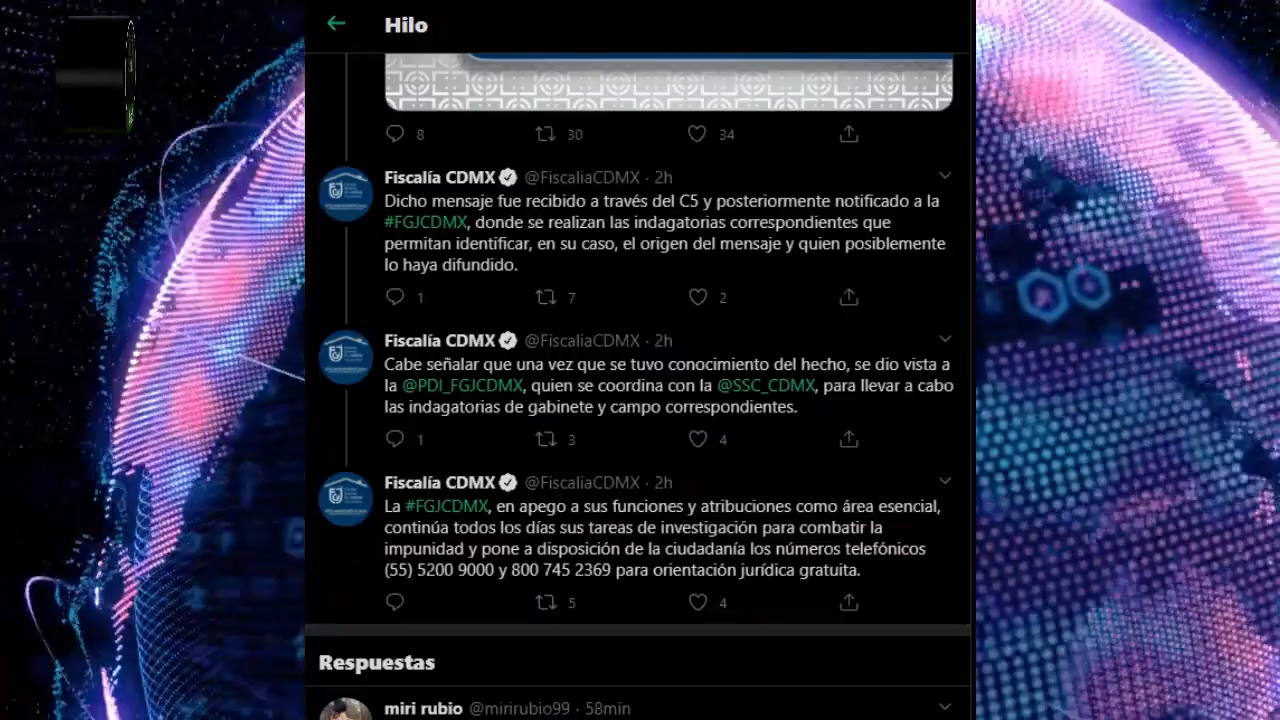 Hilo
8 30 34
Fiscalía CDMX @FiscaliaCDMX · 2h
Dicho mensaje fue recibido a través del C5 y posteriormente notificado a la
#FGJCDMX, donde se realizan las indagatorias correspondientes que
permitan identificar, en su caso, el origen del mensaje y quien posiblemente
lo haya difundido.
1 7 2
Fiscalía CDMX @FiscaliaCDMX · 2h
Cabe señalar que una vez que se tuvo conocimiento del hecho, se dio vista a
la @PDI_FGJCDMX, quien se coordina con la @SSC_CDMX, para llevar a cabo
las indagatorias de gabinete y campo correspondientes.
1 3 4
Fiscalía CDMX @FiscaliaCDMX · 2h
La #FGJCDMX, en apego a sus funciones y atribuciones como área esencial,
continúa todos los días sus tareas de investigación para combatir la
impunidad y pone a disposición de la ciudadanía los números telefónicos
(55) 5200 9000 y 800 745 2369 para orientación jurídica gratuita.
5 4
Respuestas
miri rubio @mirirubio99 · 58min